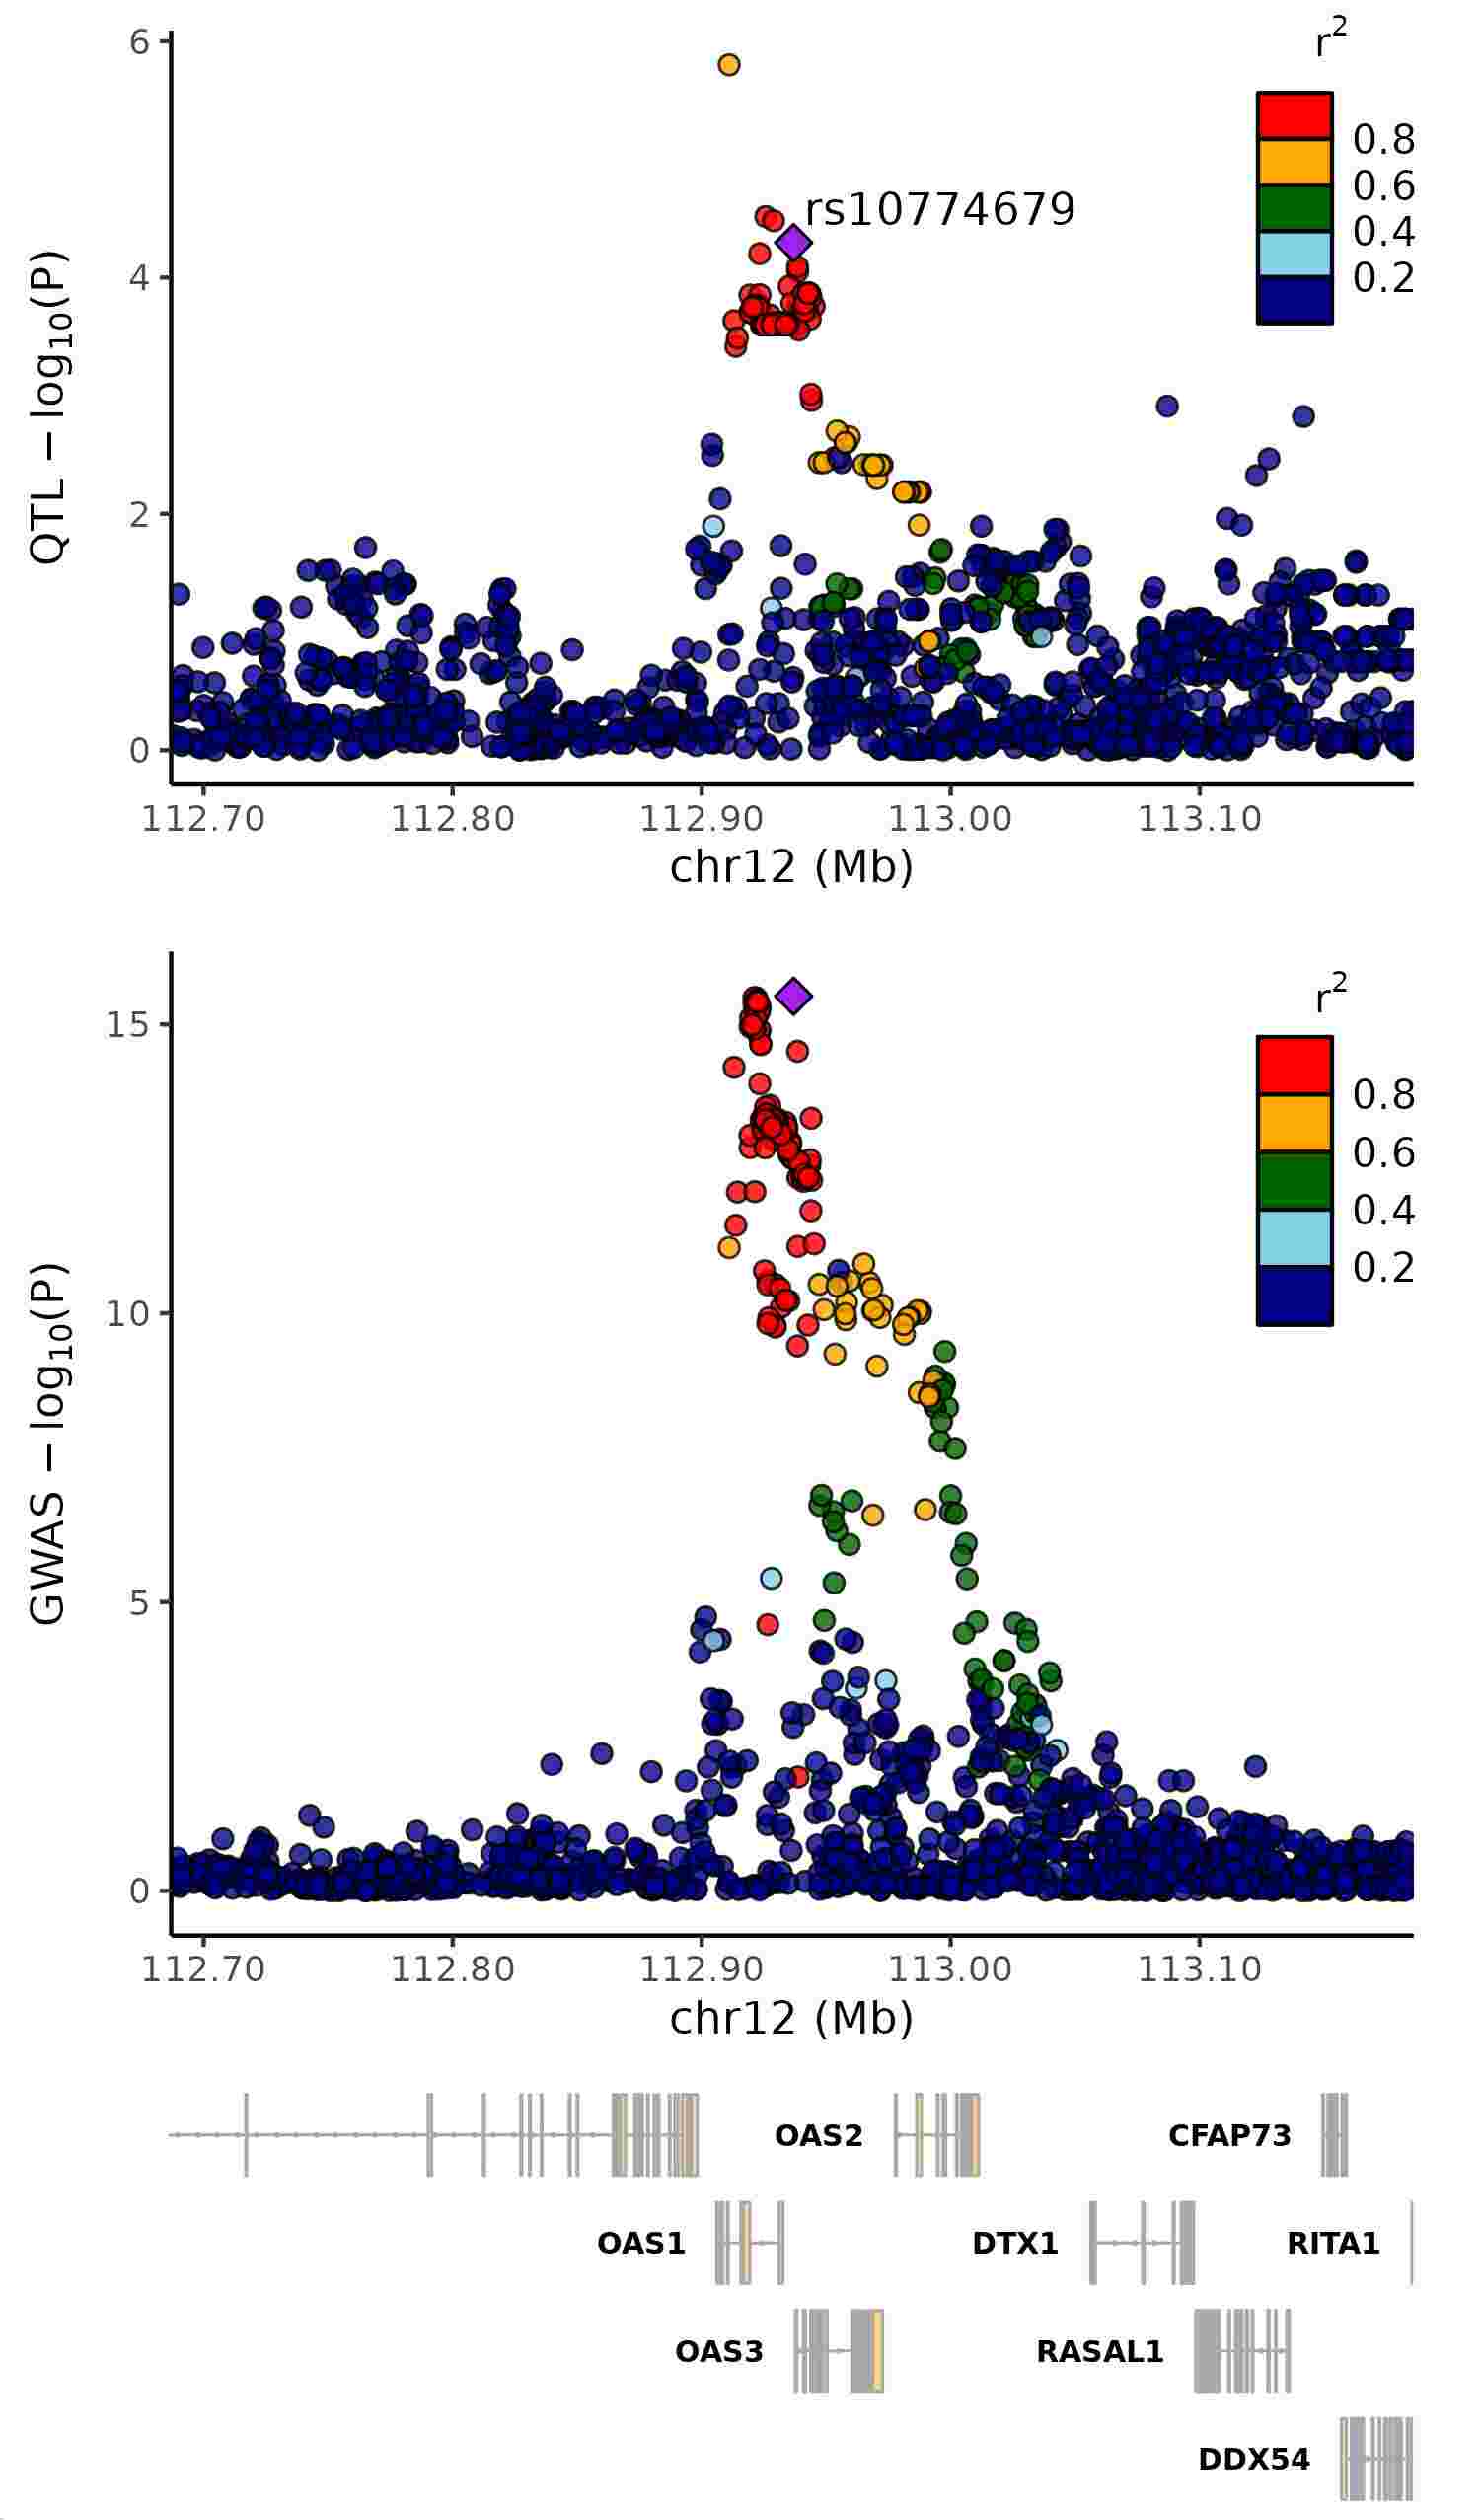 r²
6
4
2
0
QTL − log₁₀(P)
rs10774679
0.8
0.6
0.4
0.2
112.70 112.80 112.90 113.00 113.10
chr12 (Mb)
r²
15
10
5
0
GWAS − log₁₀(P)
0.8
0.6
0.4
0.2
112.70 112.80 112.90 113.00 113.10
chr12 (Mb)
OAS2 CFAP73
OAS1 DTX1 RITA1
OAS3 RASAL1
DDX54